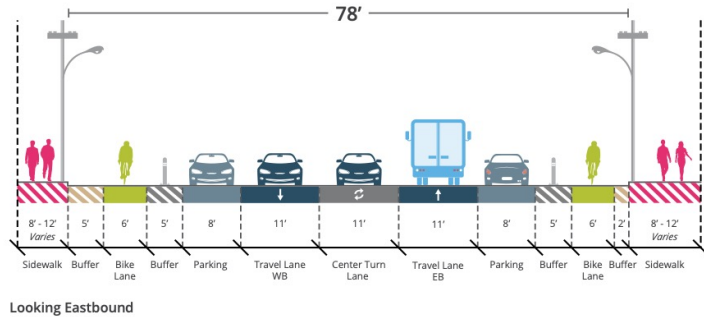 78’
8’ - 12’ 5’ 6’ 5’ 8’ 11’ 11’ 11’ 8’ 5’ 6’ 2’ 8’ - 12’
Varies Varies
Sidewalk Buffer Bike Buffer Parking Travel Lane Center Turn Travel Lane Parking Buffer Bike Buffer Sidewalk
Lane WB Lane EB Lane
Looking Eastbound